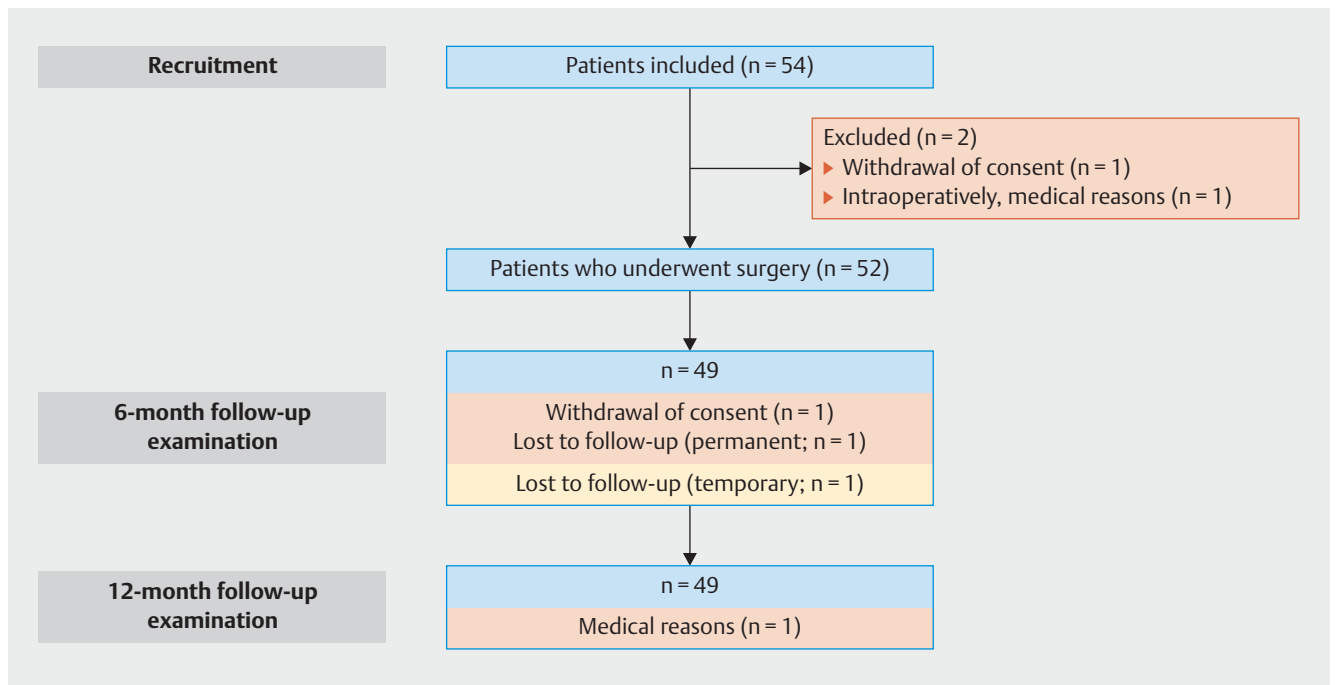 Recruitment
Patients included (n = 54)
Excluded (n = 2)
▸ Withdrawal of consent (n = 1)
▸ Intraoperatively, medical reasons (n = 1)
Patients who underwent surgery (n = 52)
6-month follow-up
examination
n = 49
Withdrawal of consent (n = 1)
Lost to follow-up (permanent; n = 1)
Lost to follow-up (temporary; n = 1)
12-month follow-up
examination
n = 49
Medical reasons (n = 1)